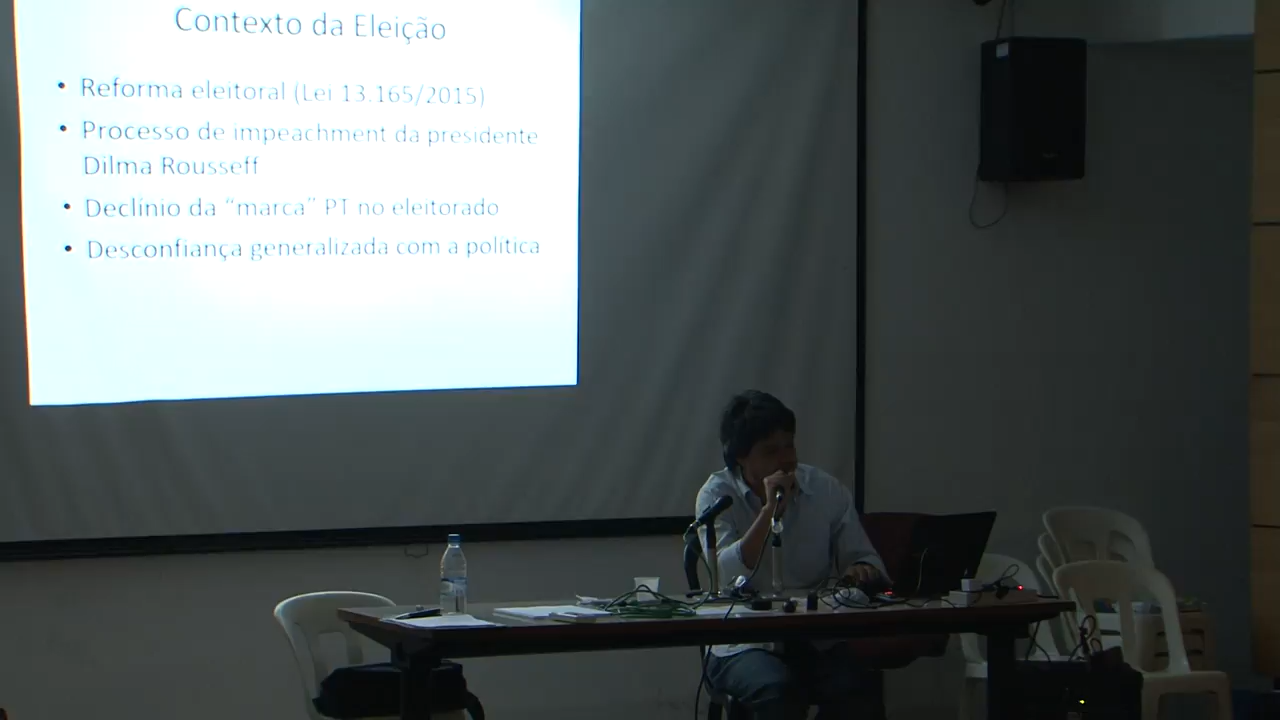 Contexto da Eleição
• Reforma eleitoral (Lei 13.165/2015)
• Processo de impeachment da presidente
Dilma Rousseff
• Declínio da “marca” PT no eleitorado
• Desconfiança generalizada com a política